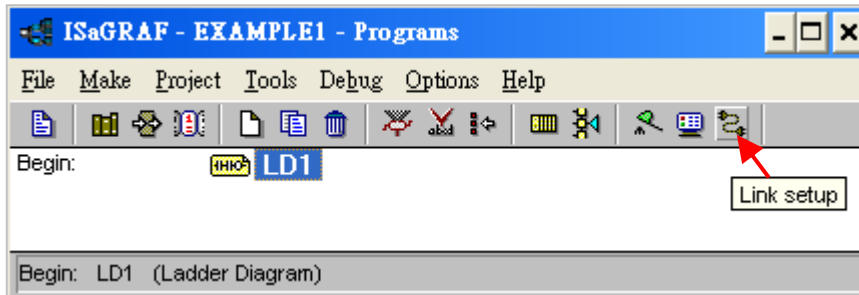 ISaGRAF - EXAMPLE1 - Programs
File Make Project Tools Debug Options Help
Begin: LD1
Link setup
Begin: LD1 (Ladder Diagram)